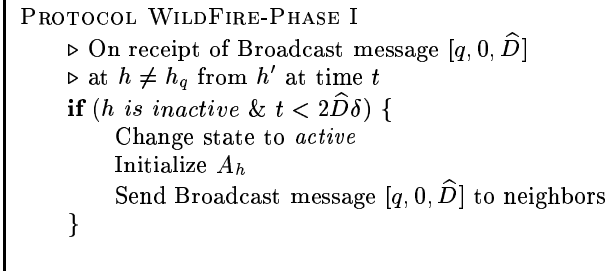 PROTOCOL WILDFIRE-PHASE I
▷ On receipt of Broadcast message [q, 0, D̂]
▷ at h ≠ h_q from h′ at time t
if (h is inactive & t < 2D̂δ) {
Change state to active
Initialize A_h
Send Broadcast message [q, 0, D̂] to neighbors
}